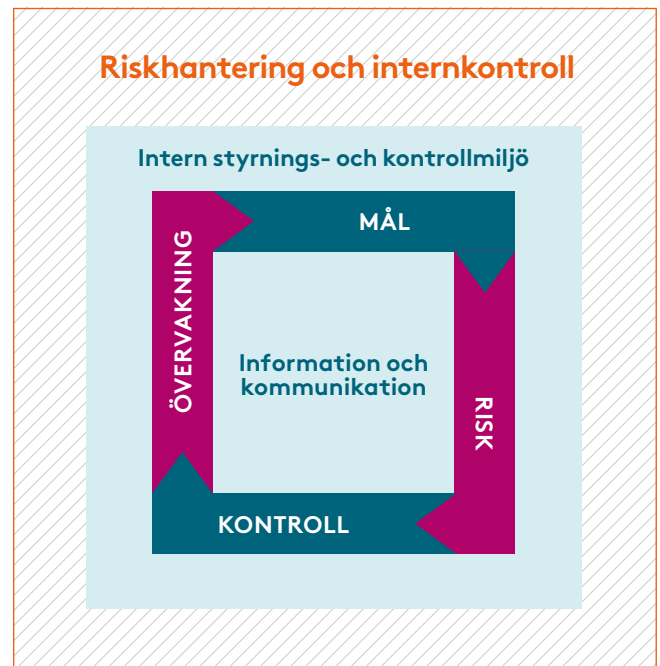 Riskhantering och internkontroll
Intern styrnings- och kontrollmiljö
MÅL
ÖVERVAKNING
Information och
kommunikation
RISK
KONTROLL